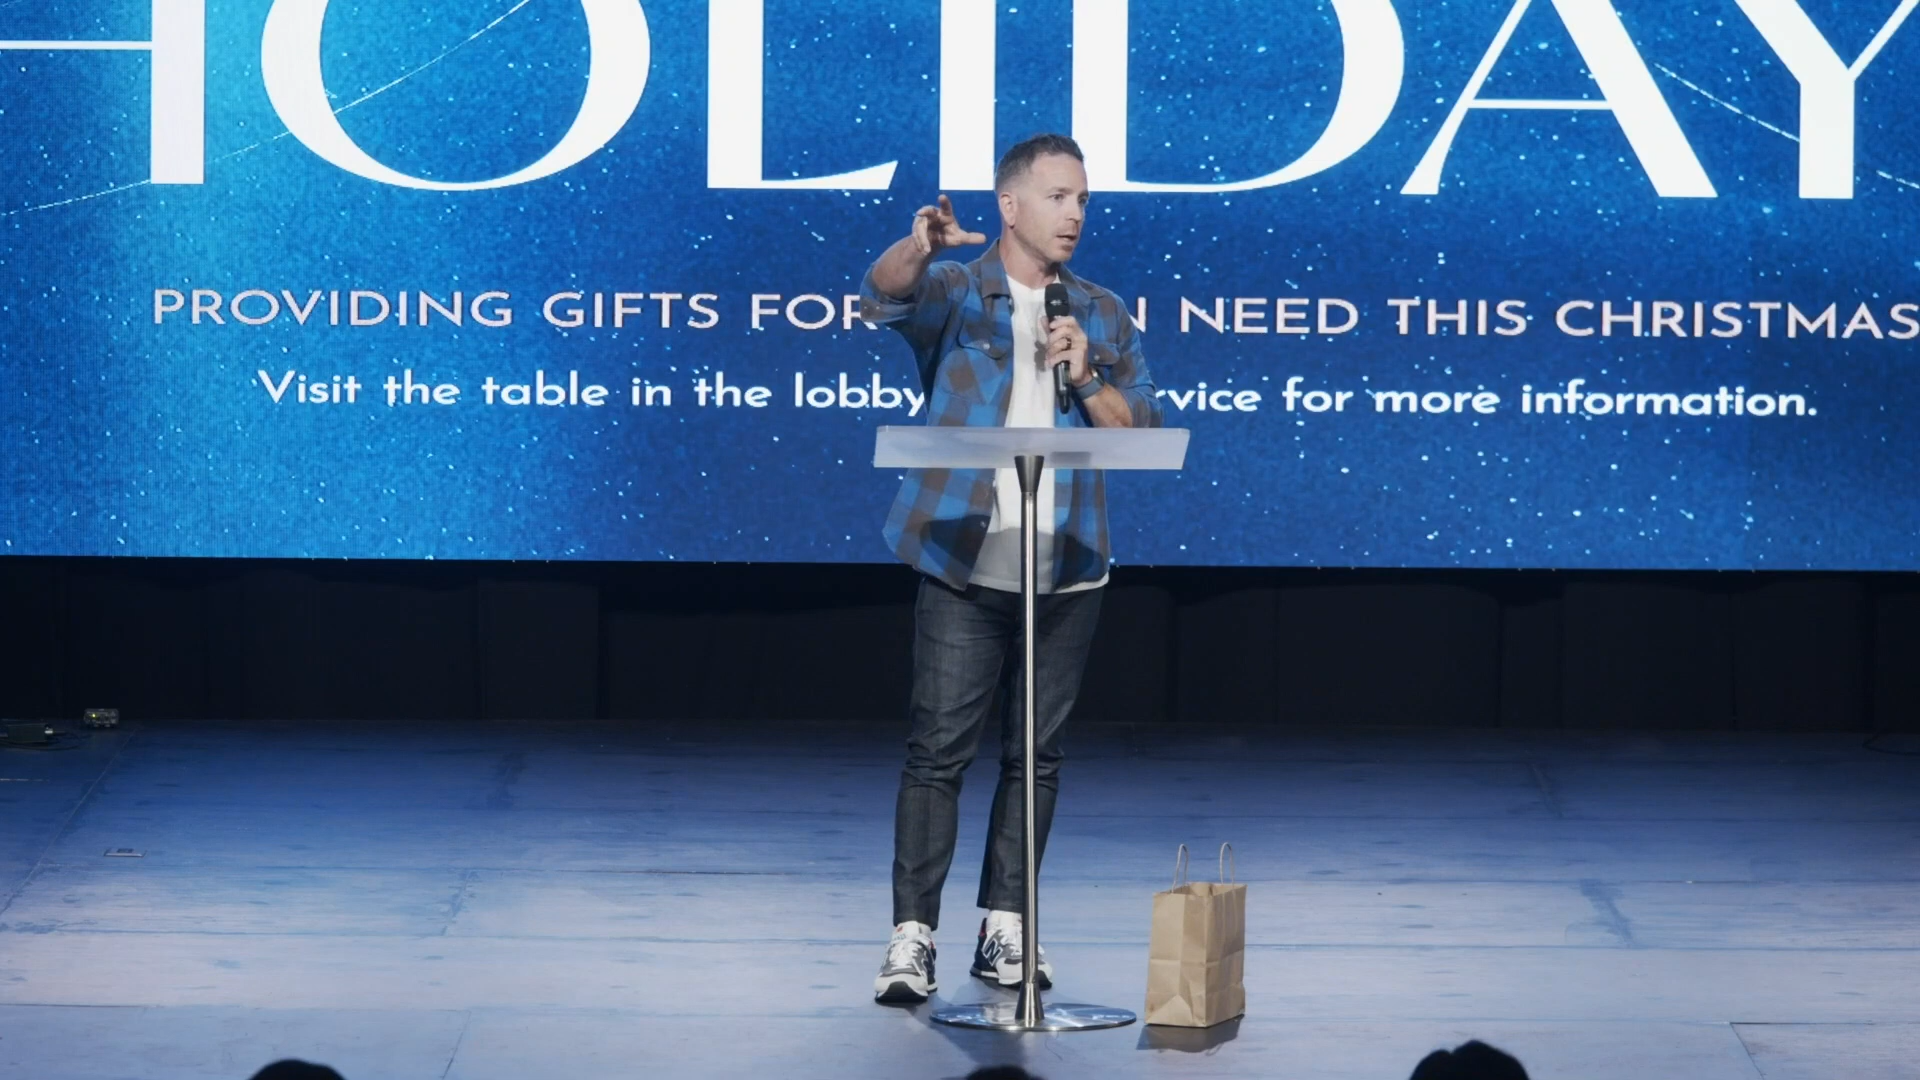 HOLIDAY
PROVIDING GIFTS FOR N NEED THIS CHRISTMAS
Visit the table in the lobby rvice for more information.
N